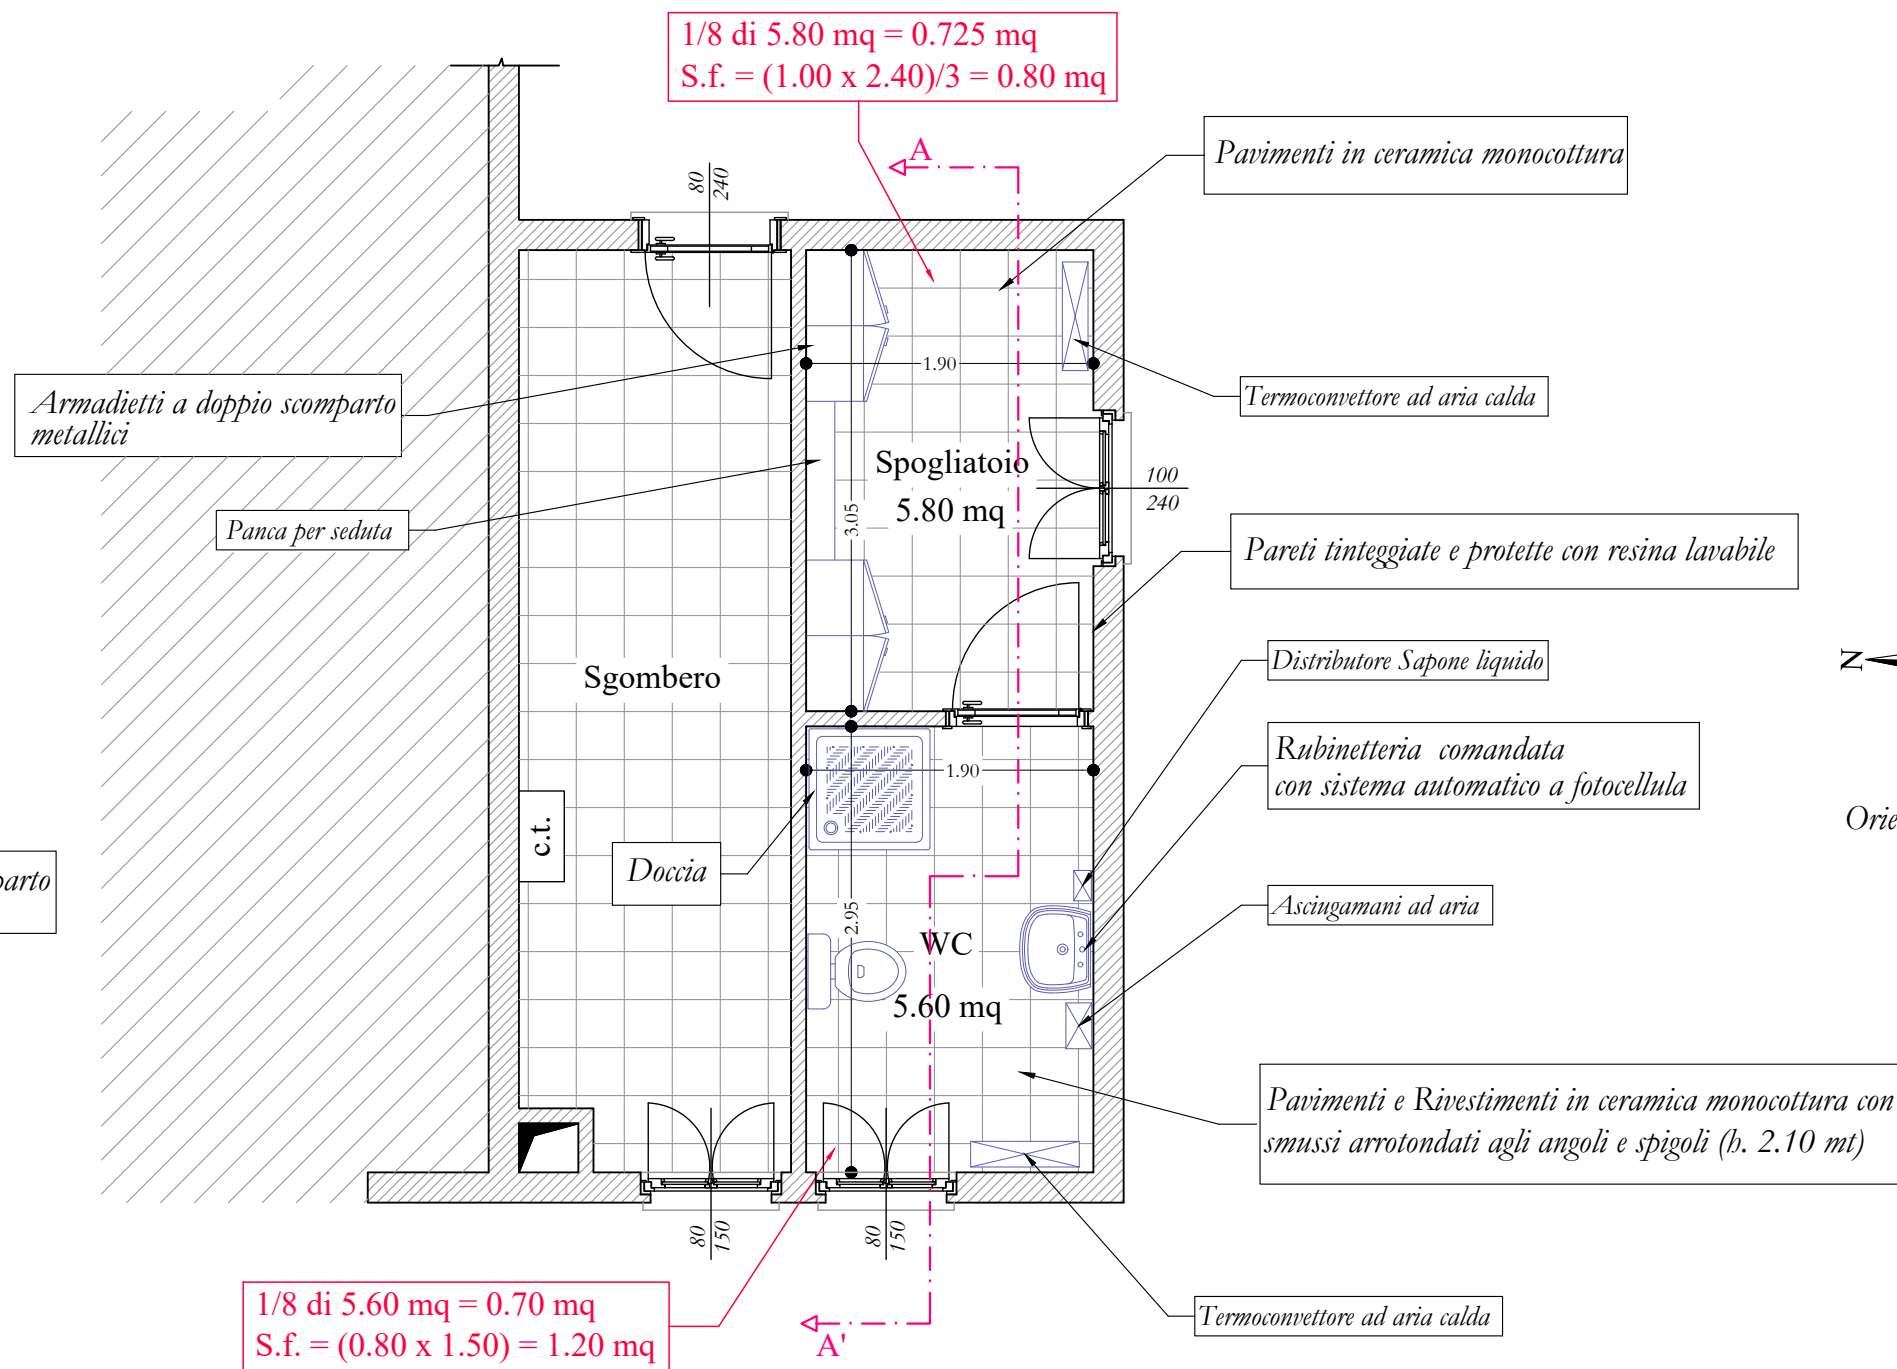 1/8 di 5.80 mq = 0.725 mq
S.f. = (1.00 x 2.40)/3 = 0.80 mq
A
Pavimenti in ceramica monocottura
80
240
1.90
Armadietti a doppio scomparto
metallici
Termoconvettore ad aria calda
Spogliatoio
5.80 mq
100
240
3.05
Panca per seduta
Pareti tinteggiate e protette con resina lavabile
Sgombero
Distributore Sapone liquido
N
Rubinetteria comandata
con sistema automatico a fotocellula
1.90
Orie
c.t.
Doccia
parto
Asciugamani ad aria
2.95
WC
5.60 mq
Pavimenti e Rivestimenti in ceramica monocottura con
smussi arrotondati agli angoli e spigoli (h. 2.10 mt)
80
150
80
150
1/8 di 5.60 mq = 0.70 mq
S.f. = (0.80 x 1.50) = 1.20 mq
A'
Termoconvettore ad aria calda